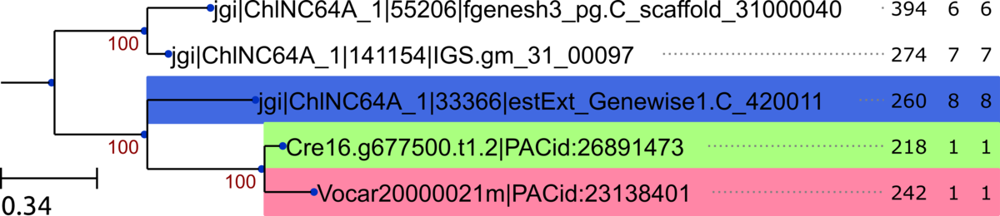 jgi|ChlNC64A_1|55206|fgenesh3_pg.C_scaffold_31000040 394 6 6
100
jgi|ChlNC64A_1|141154|IGS.gm_31_00097 274 7 7
jgi|ChlNC64A_1|33366|estExt_Genewise1.C_420011 260 8 8
100
Cre16.g677500.t1.2|PACid:26891473 218 1 1
100
Vocar20000021m|PACid:23138401 242 1 1
0.34